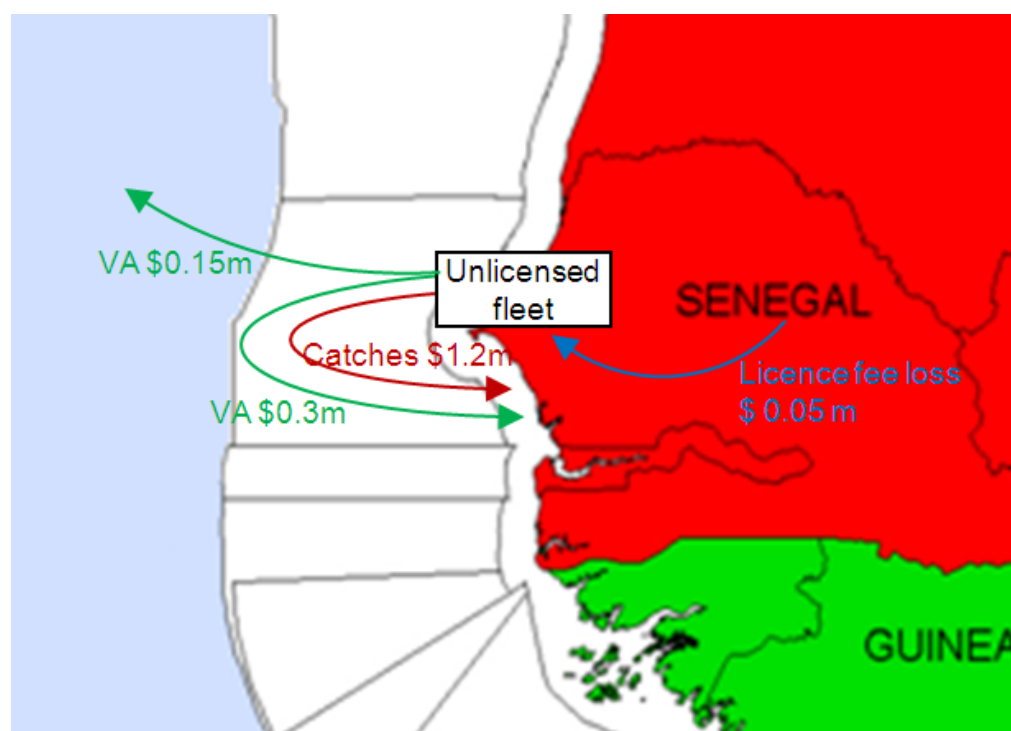 VA $0.15m
Unlicensed
fleet
SENEGAL
Catches $1.2m
Licence fee loss
$ 0.05 m
VA $0.3m
GUINEA